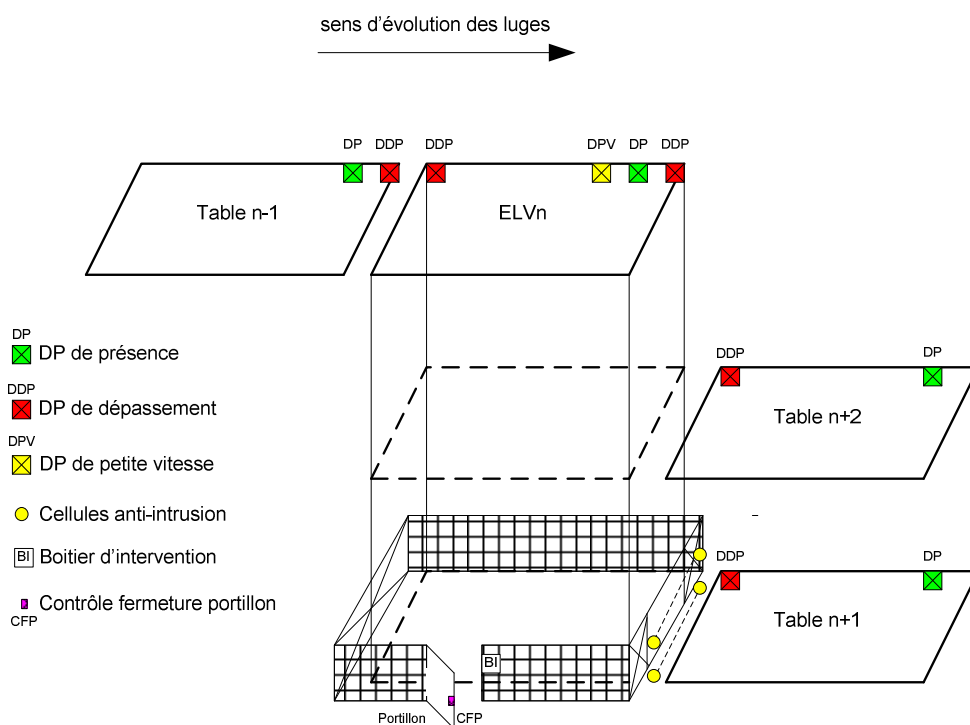 sens d'évolution des luges
DP DDP DDP DPV DP DDP
Table n-1
ELVn
DP
DP de présence
DDP
DP de dépassement
DPV
DP de petite vitesse
Cellules anti-intrusion
BI Boitier d'intervention
Contrôle fermeture portillon
CFP
DDP DP
Table n+2
DDP DP
Table n+1
BI
Portillon CFP